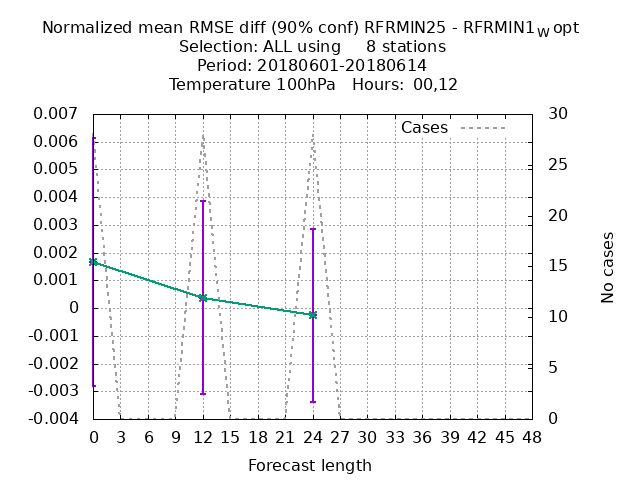 Normalized mean RMSE diff (90% conf) RFRMIN25 - RFRMIN1w opt
Selection: ALL using 8 stations
Period: 20180601-20180614
Temperature 100hPa Hours: 00,12
Cases
0.007
0.006
0.005
0.004
0.003
0.002
0.001
0
-0.001
-0.002
-0.003
-0.004
30
25
20
15
10
5
0
No cases
0 3 6 9 12 15 18 21 24 27 30 33 36 39 42 45 48
Forecast length